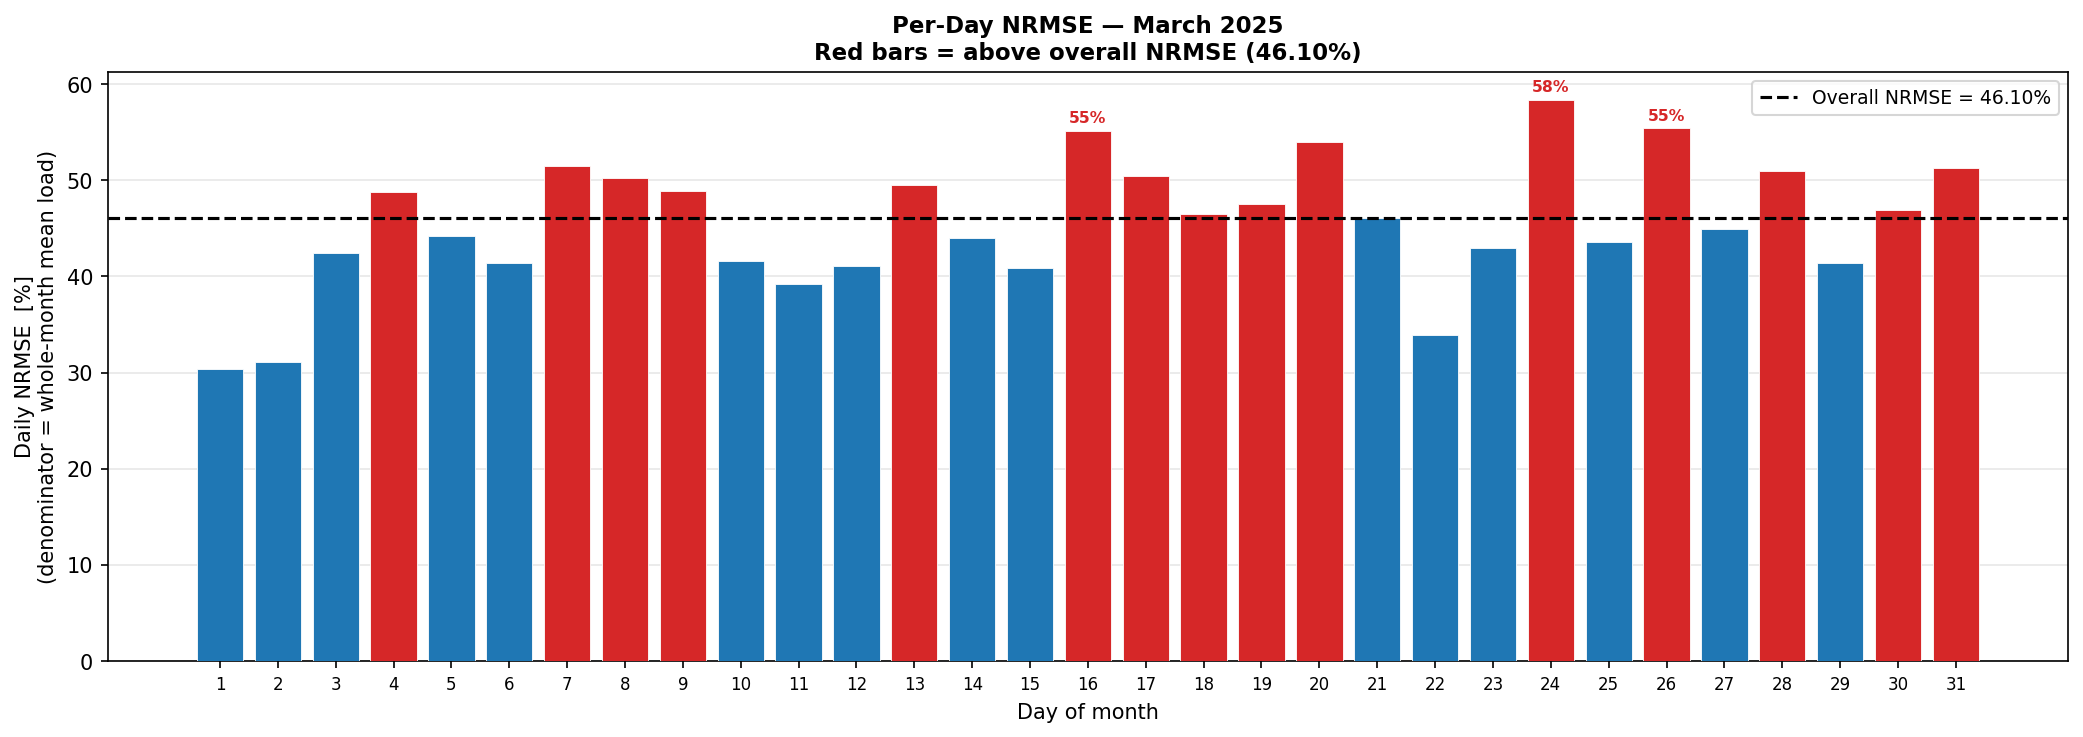 Per-Day NRMSE — March 2025
Red bars = above overall NRMSE (46.10%)
Overall NRMSE = 46.10%
Daily NRMSE [%]
(denominator = whole-month mean load)
60
50
40
30
20
10
0
55%
58%
55%
1 2 3 4 5 6 7 8 9 10 11 12 13 14 15 16 17 18 19 20 21 22 23 24 25 26 27 28 29 30 31
Day of month